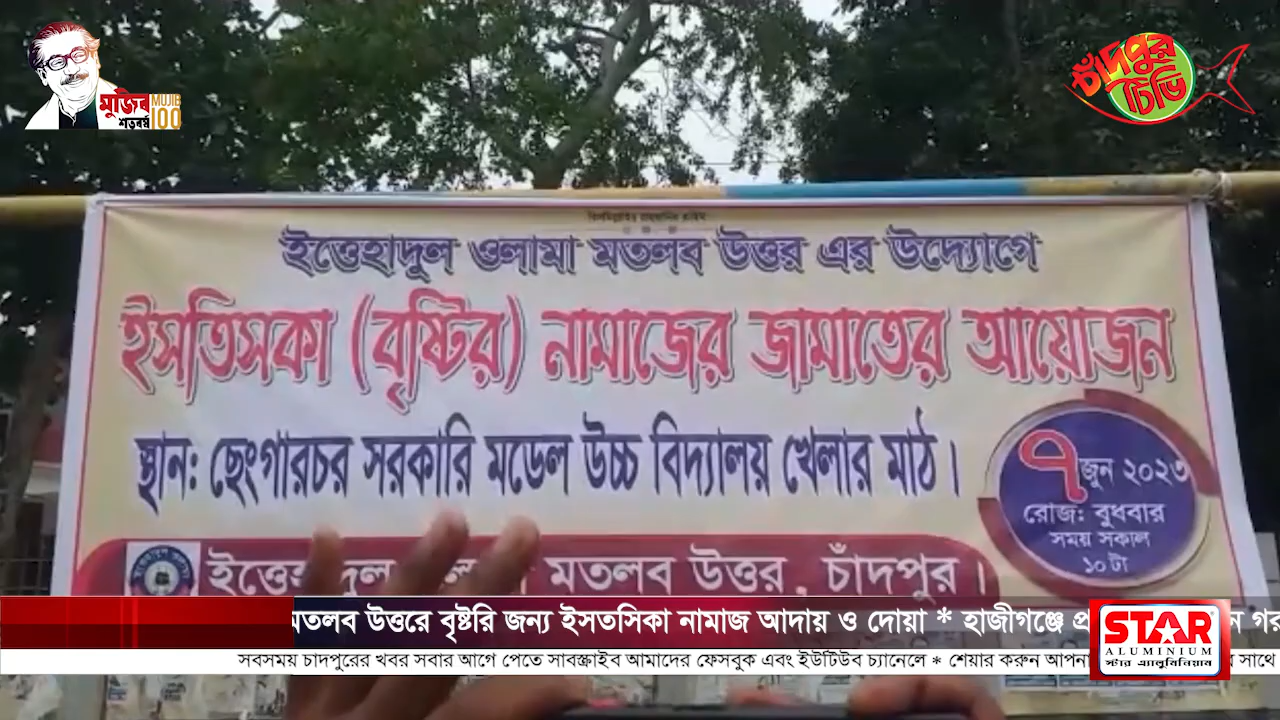 মুজিব MUJIB
শতবর্ষ 100
চাঁদপুর
টিভি
ইত্তেহাদুল ওলামা মতলব উত্তর এর উদ্যোগে
ইসতিসকা (বৃষ্টির) নামাজের জামাতের আয়োজন
স্থান: ছেংগারচর সরকারি মডেল উচ্চ বিদ্যালয় খেলার মাঠ।
৭ জুন ২০২৩
রোজ: বুধবার
সময় সকাল
১০টা
মতলব উত্তর, চাঁদপুর।
মতলব উত্তরে বৃষ্টরি জন্য ইসতসিকা নামাজ আদায় ও দোয়া * হাজীগঞ্জে
STAR
ALUMINIUM
স্টার এ্যালুমিনিয়াম
সবসময় চাদপুরের খবর সবার আগে পেতে সাবস্ক্রাইব আমাদের ফেসবুক এবং ইউটিউব চ্যানেলে * শেয়ার করুন সাথে